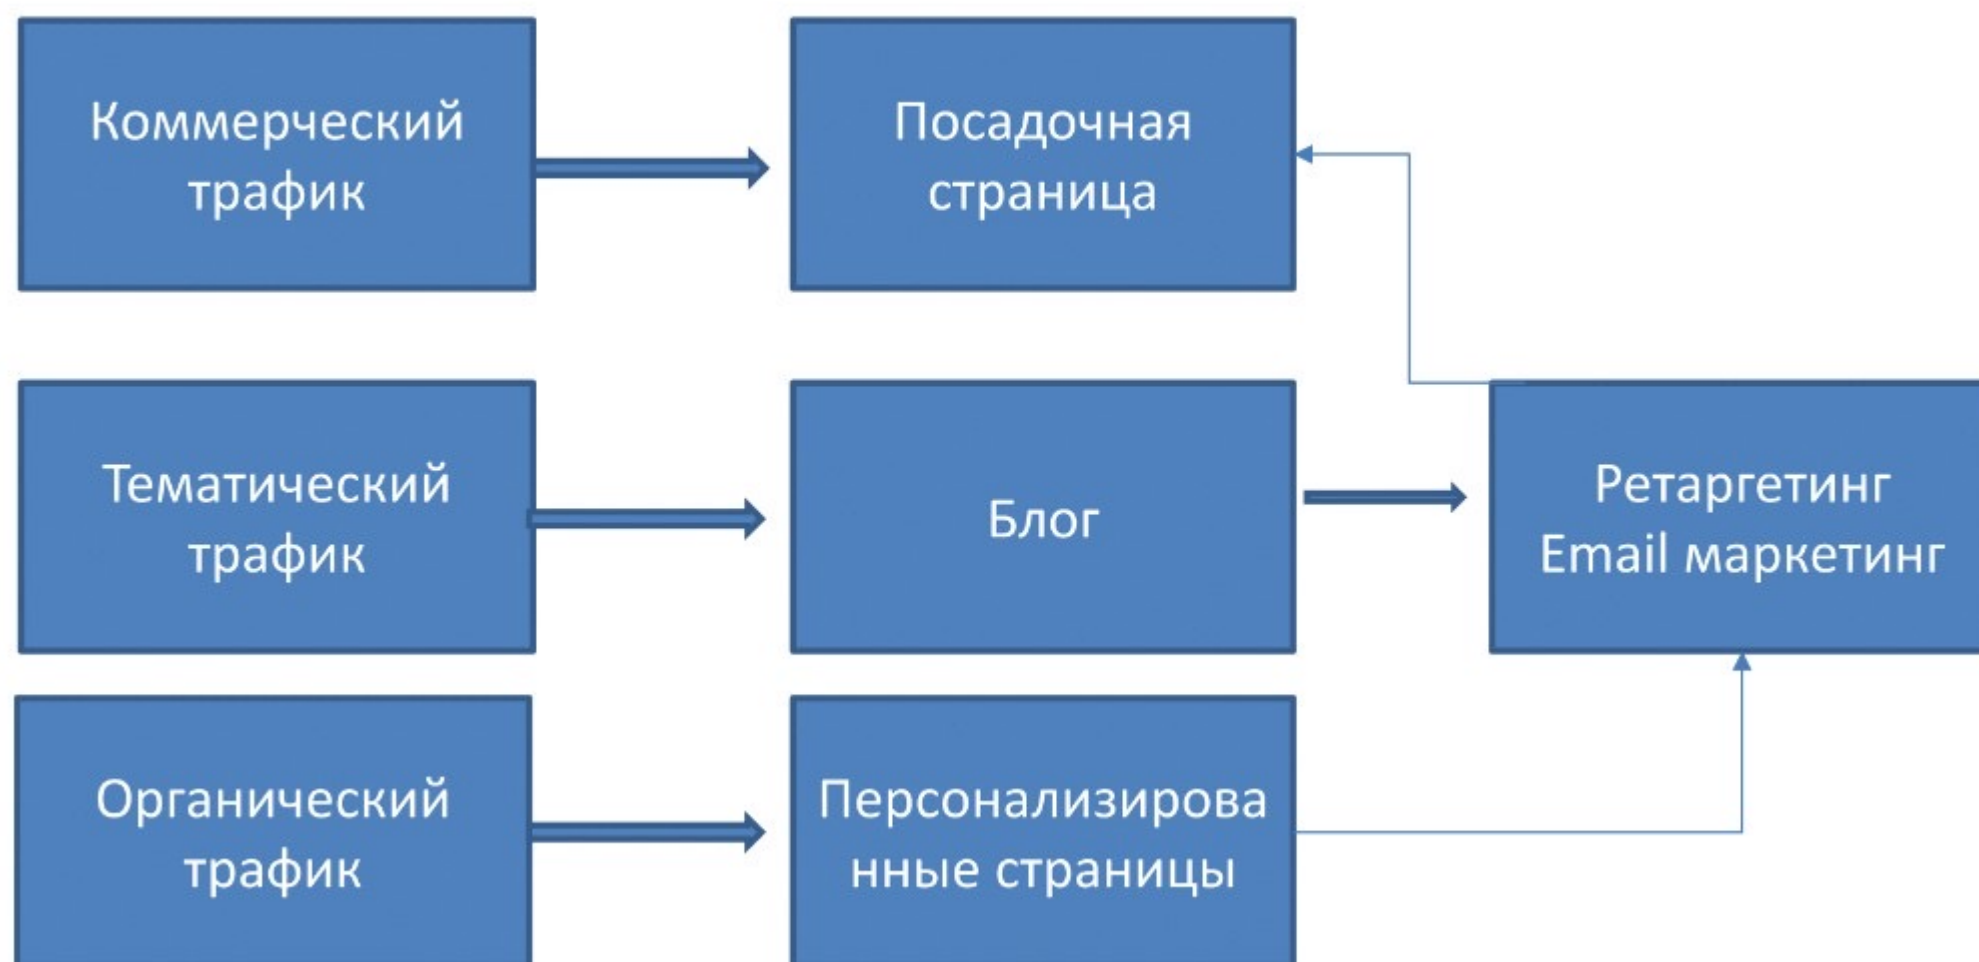 Коммерческий
трафик
Посадочная
страница
Тематический
трафик
Блог
Ретаргетинг
Email маркетинг
Органический
трафик
Персонализирова
нные страницы